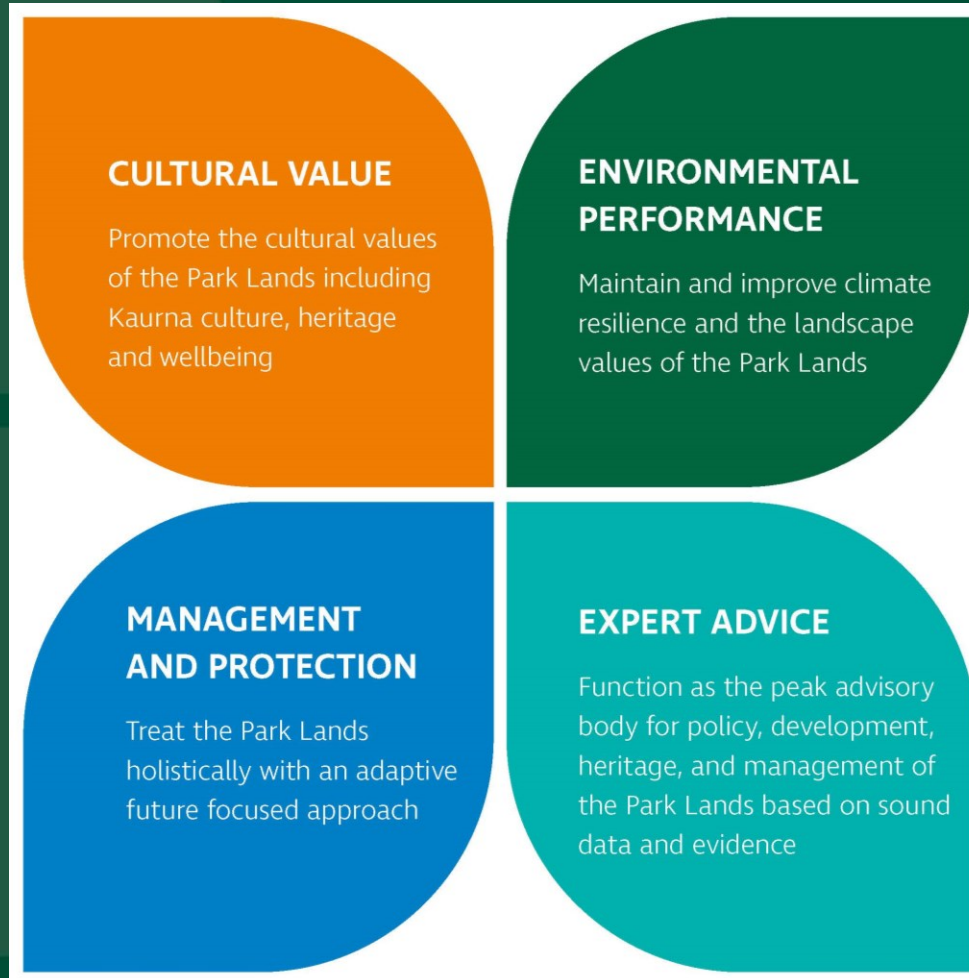 CULTURAL VALUE
Promote the cultural values
of the Park Lands including
Kaurna culture, heritage
and wellbeing
ENVIRONMENTAL
PERFORMANCE
Maintain and improve climate
resilience and the landscape
values of the Park Lands
MANAGEMENT
AND PROTECTION
Treat the Park Lands
holistically with an adaptive
future focused approach
EXPERT ADVICE
Function as the peak advisory
body for policy, development,
heritage, and management of
the Park Lands based on sound
data and evidence